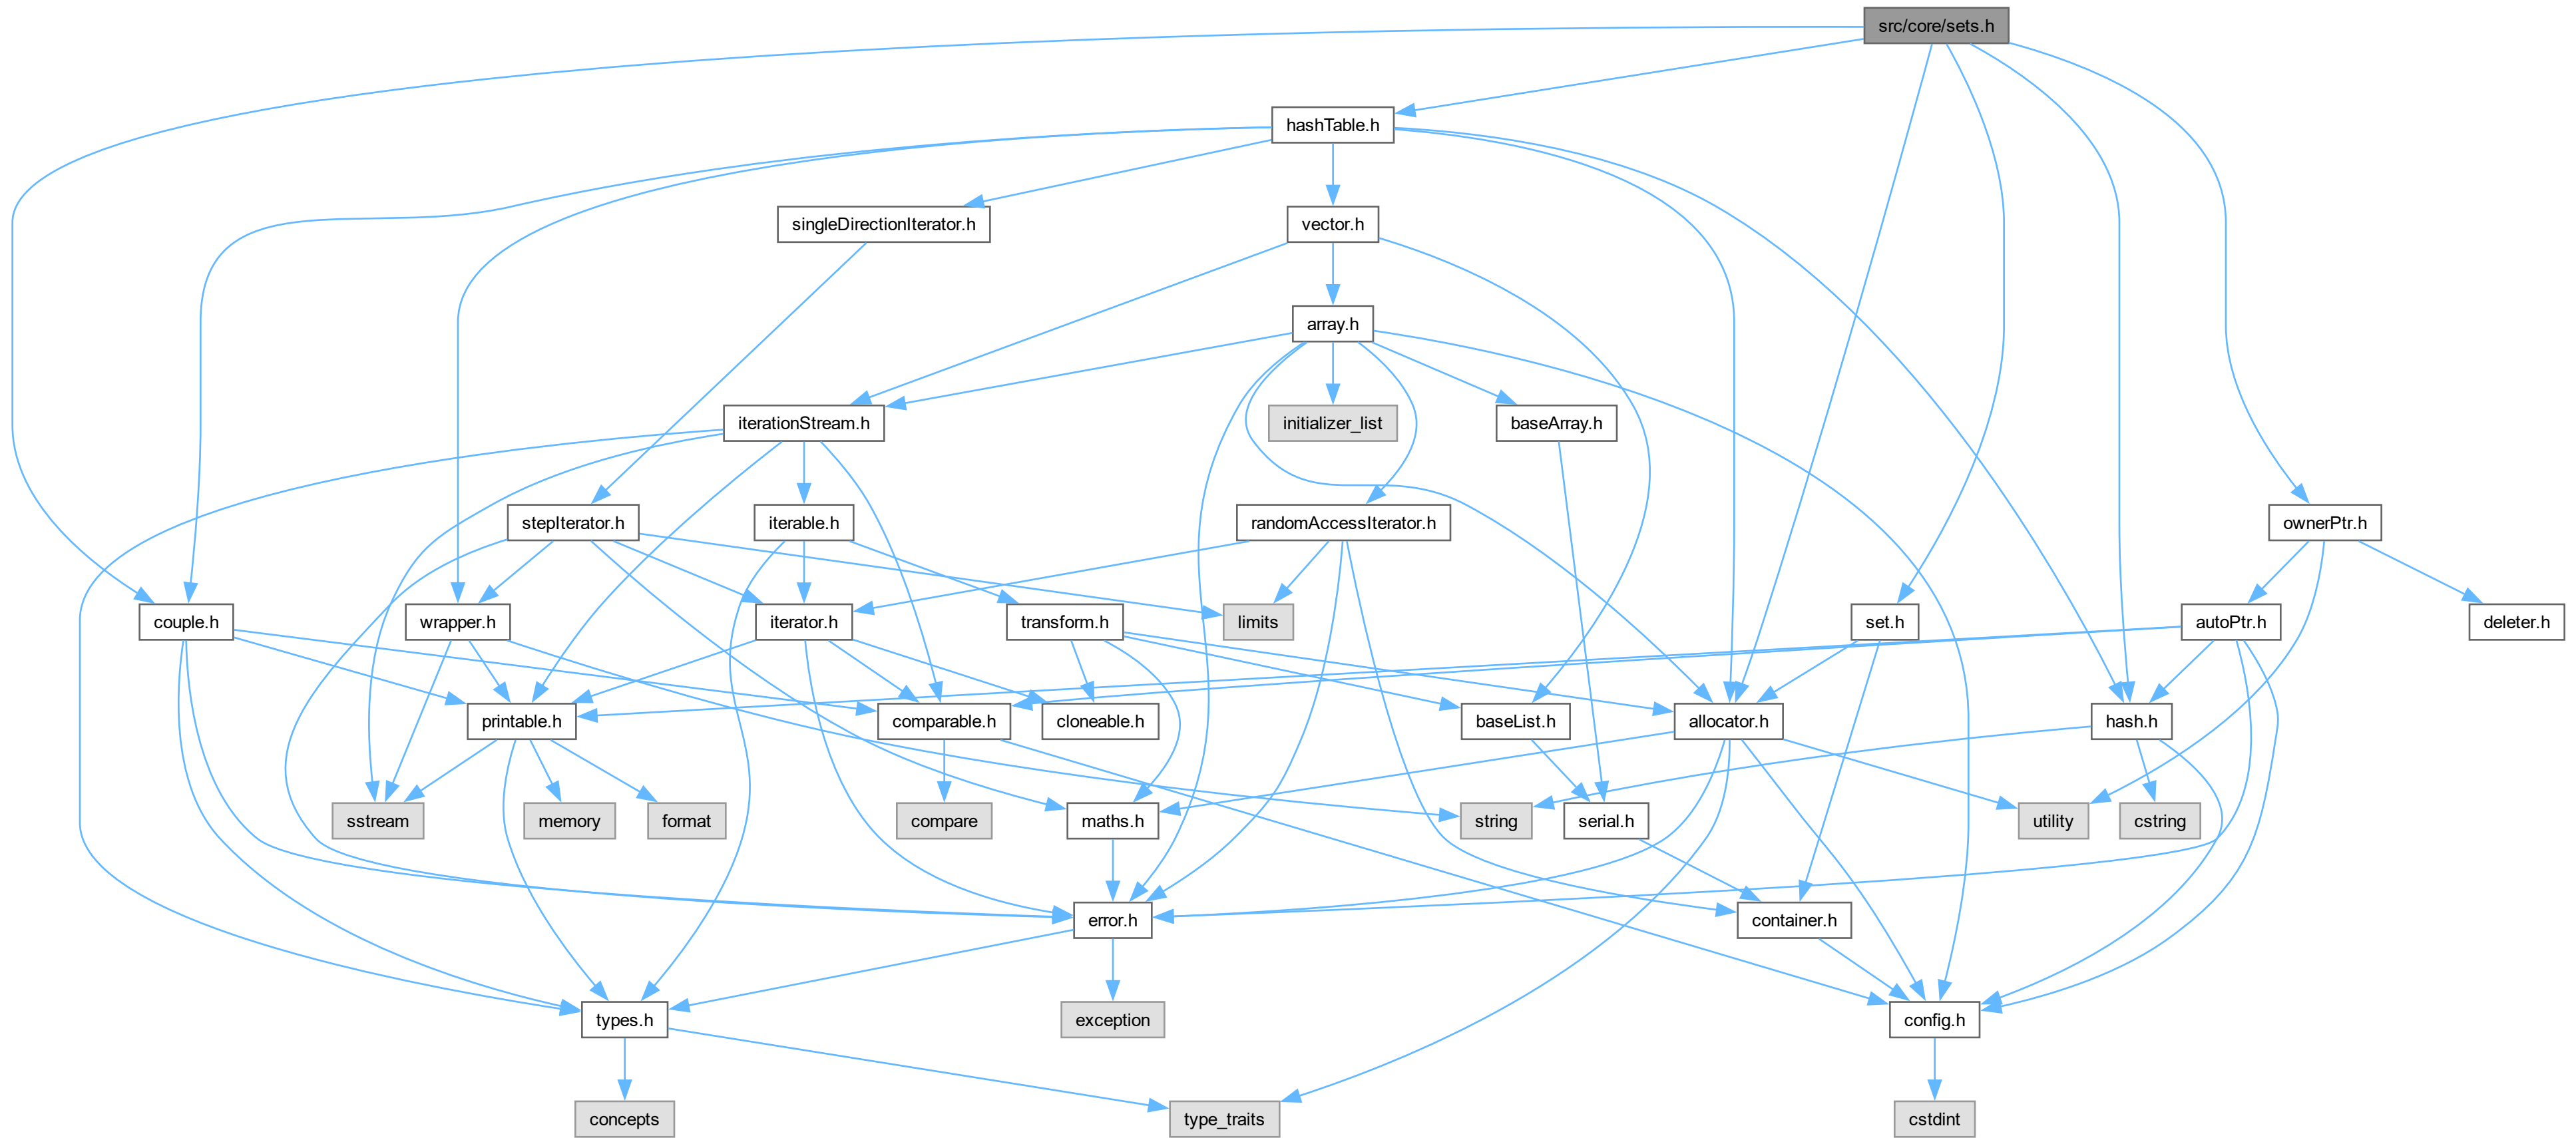 src/core/sets.h
hashTable.h
singleDirectionIterator.h
vector.h
array.h
iterationStream.h
initializer_list
baseArray.h
stepIterator.h
iterable.h
randomAccessIterator.h
ownerPtr.h
couple.h
wrapper.h
iterator.h
transform.h
limits
set.h
autoPtr.h
deleter.h
printable.h
comparable.h
cloneable.h
baseList.h
allocator.h
hash.h
sstream
memory
format
compare
maths.h
string
serial.h
utility
cstring
error.h
container.h
types.h
exception
config.h
concepts
type_traits
cstdint